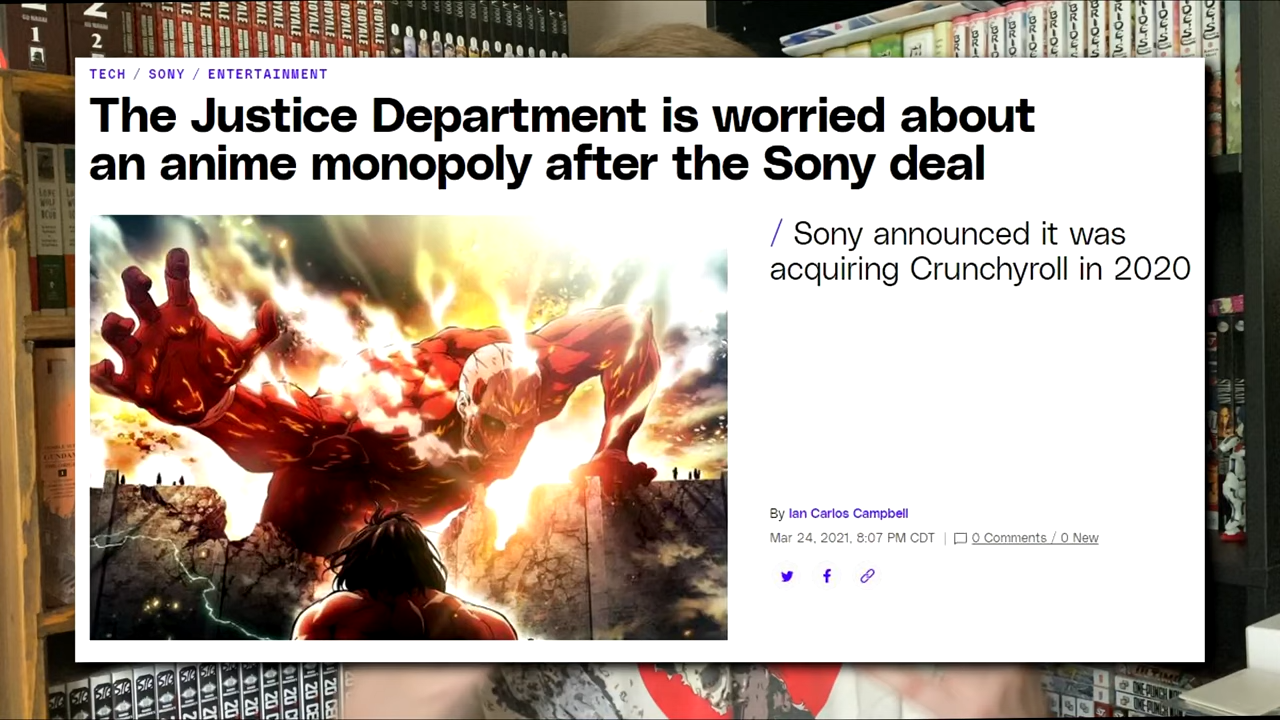 TECH / SONY / ENTERTAINMENT
The Justice Department is worried about
an anime monopoly after the Sony deal
/ Sony announced it was
acquiring Crunchyroll in 2020
By Ian Carlos Campbell
Mar 24, 2021, 8:07 PM CDT | 0 Comments / 0 New
1
2